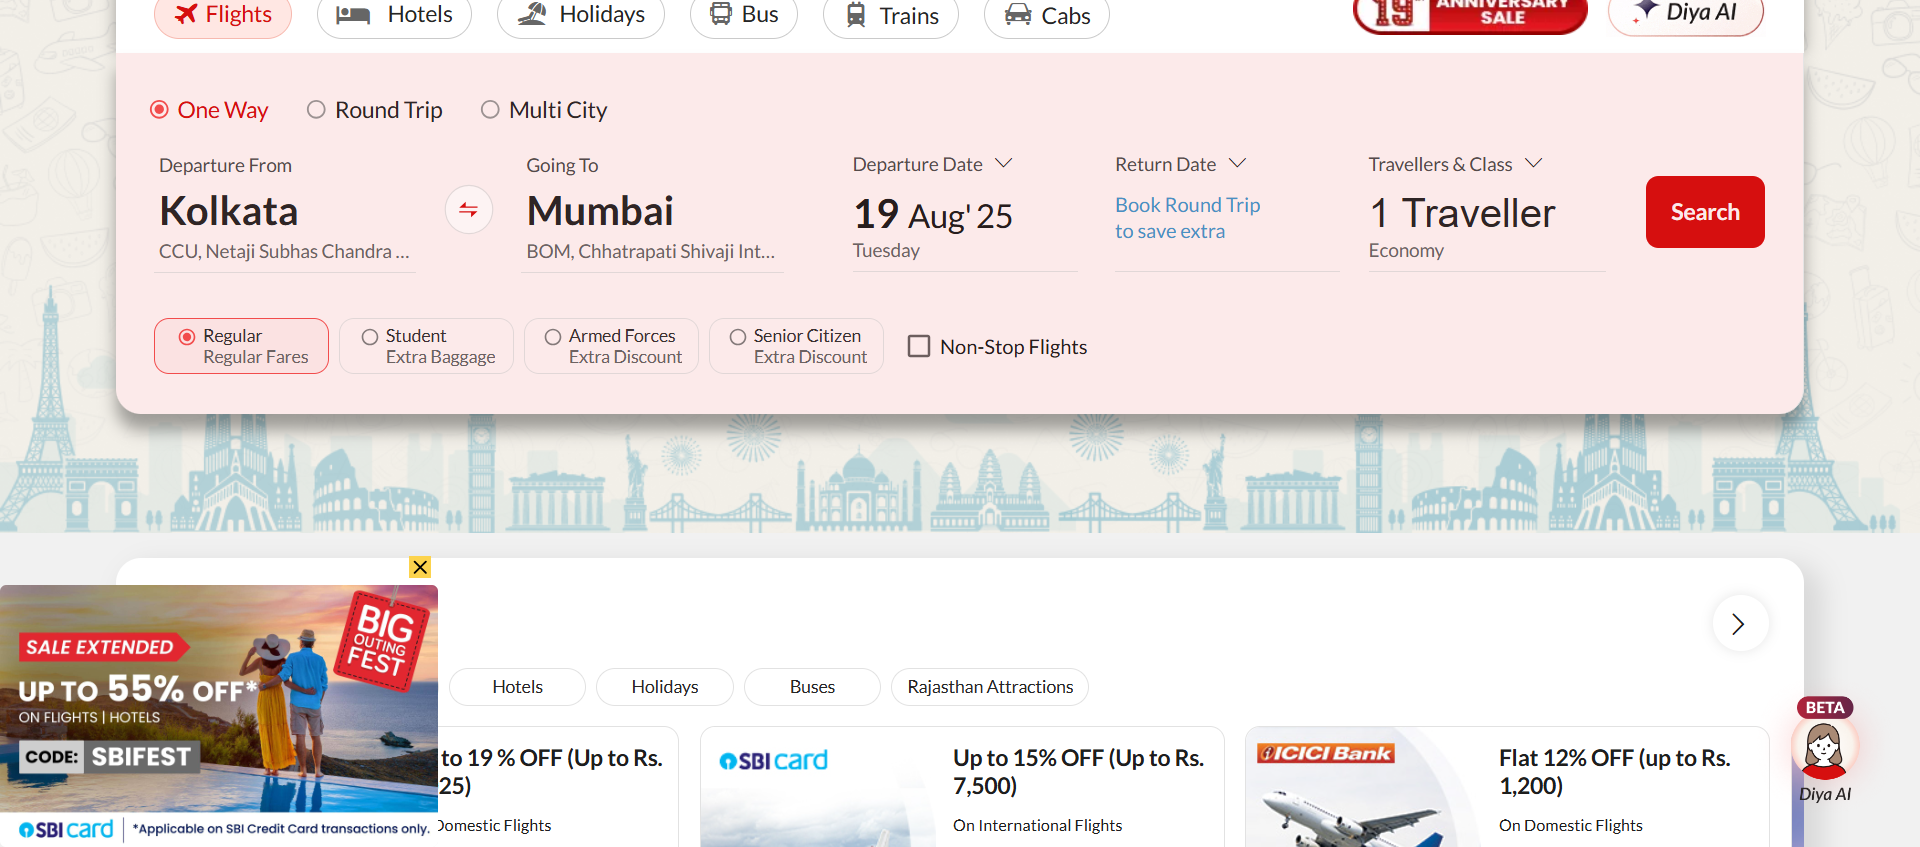 Flights
Hotels
Holidays
Bus
Trains
Cabs
19th ANNIVERSARY SALE
Diya AI
One Way
Round Trip
Multi City
Departure From
Kolkata
CCU, Netaji Subhas Chandra ...
Going To
Mumbai
BOM, Chhatrapati Shivaji Int...
Departure Date
19 Aug' 25
Tuesday
Return Date
Book Round Trip
to save extra
Travellers & Class
1 Traveller
Economy
Search
Regular
Regular Fares
Student
Extra Baggage
Armed Forces
Extra Discount
Senior Citizen
Extra Discount
Non-Stop Flights
BIG
OUTING
FEST
SALE EXTENDED
UP TO 55% OFF*
ON FLIGHTS | HOTELS
CODE: SBIFEST
SBI card
*Applicable on SBI Credit Card transactions only.
Hotels
Holidays
Buses
Rajasthan Attractions
to 19 % OFF (Up to Rs.
25)
Domestic Flights
SBI card
Up to 15% OFF (Up to Rs.
7,500)
On International Flights
ICICI Bank
Flat 12% OFF (up to Rs.
1,200)
On Domestic Flights
BETA
Diya AI